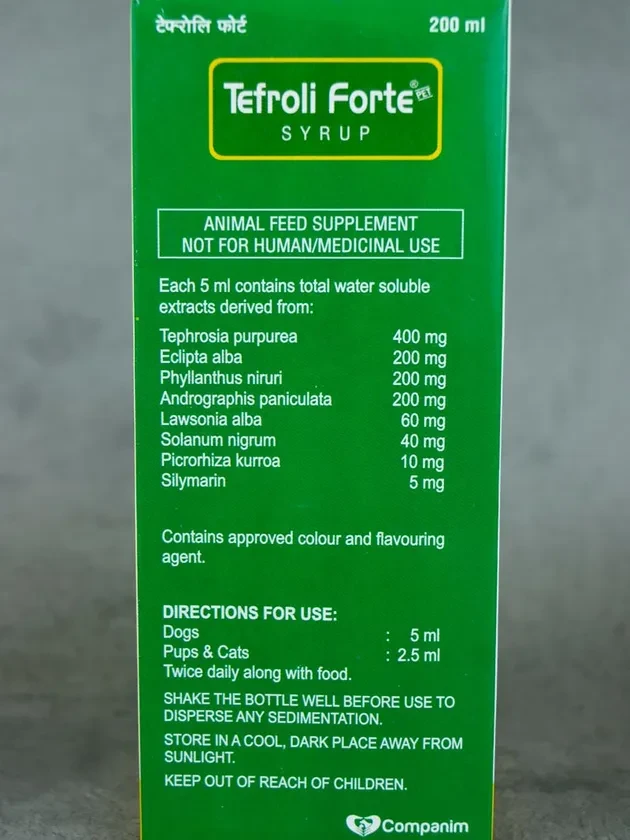 टेफ्रोलि फोर्ट 200 ml
Tefroli Forte® PET
SYRUP
ANIMAL FEED SUPPLEMENT
NOT FOR HUMAN/MEDICINAL USE
Each 5 ml contains total water soluble
extracts derived from:
Tephrosia purpurea 400 mg
Eclipta alba 200 mg
Phyllanthus niruri 200 mg
Andrographis paniculata 200 mg
Lawsonia alba 60 mg
Solanum nigrum 40 mg
Picrorhiza kurroa 10 mg
Silymarin 5 mg
Contains approved colour and flavouring
agent.
DIRECTIONS FOR USE:
Dogs : 5 ml
Pups & Cats : 2.5 ml
Twice daily along with food.
SHAKE THE BOTTLE WELL BEFORE USE TO
DISPERSE ANY SEDIMENTATION.
STORE IN A COOL, DARK PLACE AWAY FROM
SUNLIGHT.
KEEP OUT OF REACH OF CHILDREN.
Companim